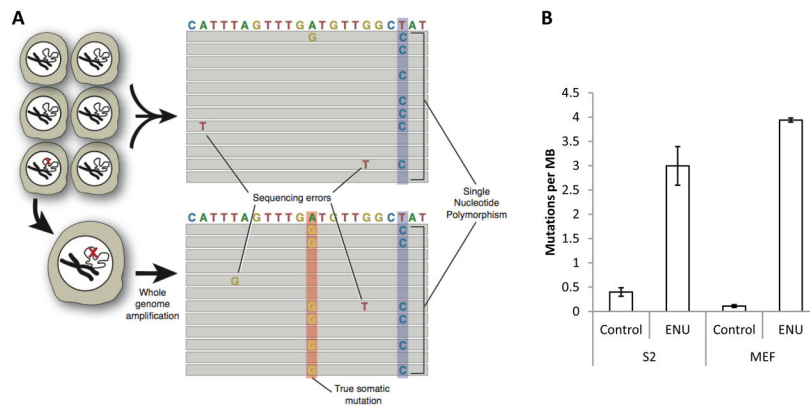 A
CATTTAGTTTGATGTTGGCTAT
G C
C
C
C
C
T C
T C
Sequencing errors
Single
Nucleotide
Polymorphism
CATTTAGTTTGATGTTGGCTAT
G C
G C
G
G T C
G C
G C
G C
Whole
genome
amplification
True somatic
mutation
B
Mutations per MB
4.5
4
3.5
3
2.5
2
1.5
1
0.5
0
Control ENU Control ENU
S2 MEF